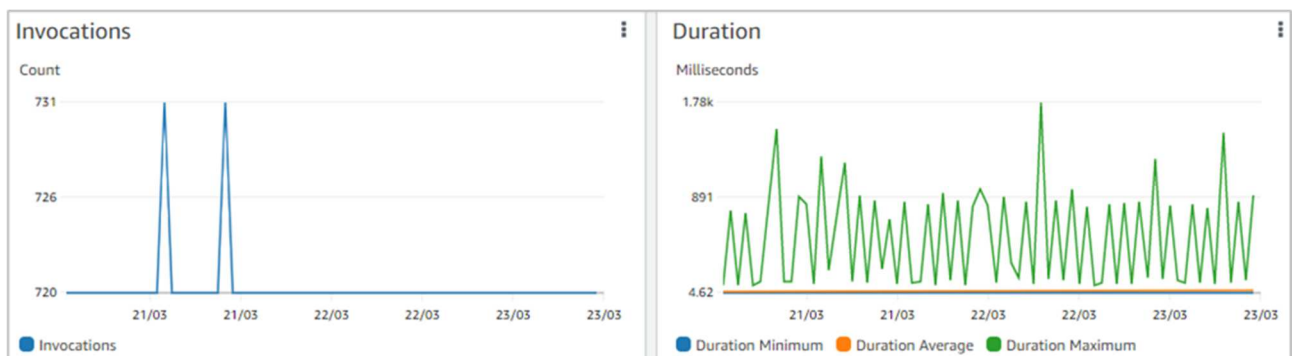 Invocations
Count
731
726
720
21/03 21/03 22/03 22/03 23/03 23/03
Invocations
Duration
Milliseconds
1.78k
891
4.62
21/03 21/03 22/03 22/03 23/03 23/03
Duration Minimum Duration Average Duration Maximum